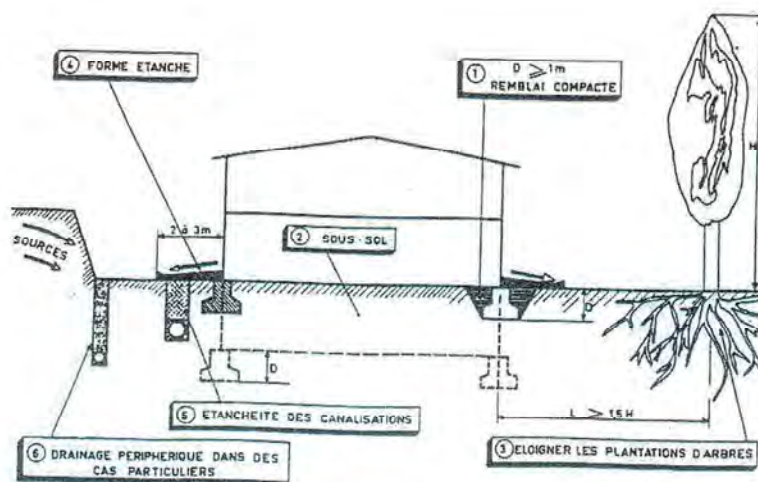 ④ FORME ETANCHE
① D ⩾ 1m
REMBLAI COMPACTE
H
2 à 3m
② SOUS-SOL
SOURCES
D
D
L ⩾ 1,5 H
⑤ ETANCHEITE DES CANALISATIONS
⑥ DRAINAGE PERIPHERIQUE DANS DES
CAS PARTICULIERS
③ ELOIGNER LES PLANTATIONS D'ARBRES